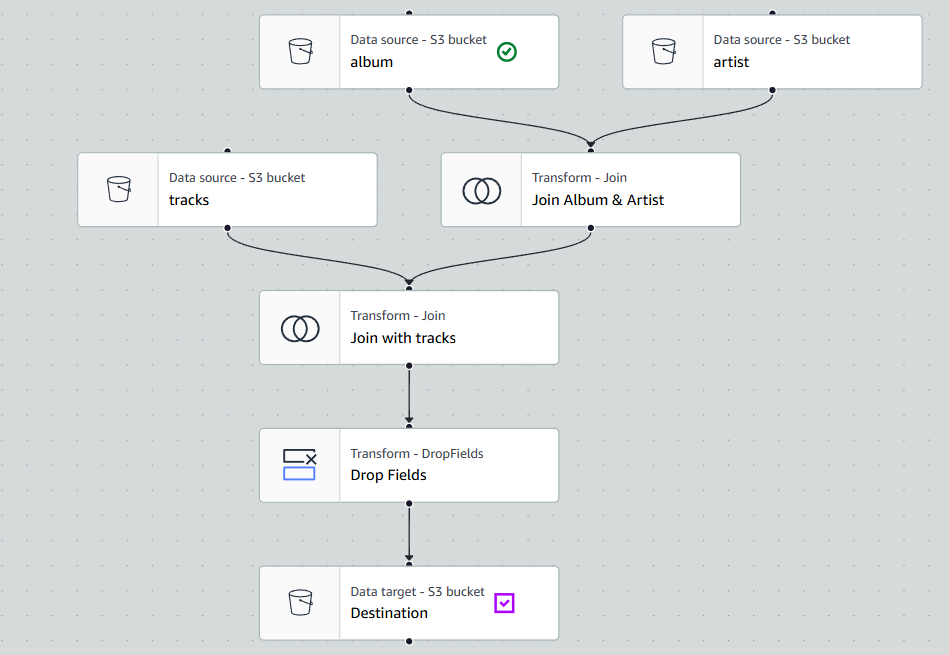 Data source - S3 bucket
album
Data source - S3 bucket
artist
Data source - S3 bucket
tracks
Transform - Join
Join Album & Artist
Transform - Join
Join with tracks
Transform - DropFields
Drop Fields
Data target - S3 bucket
Destination